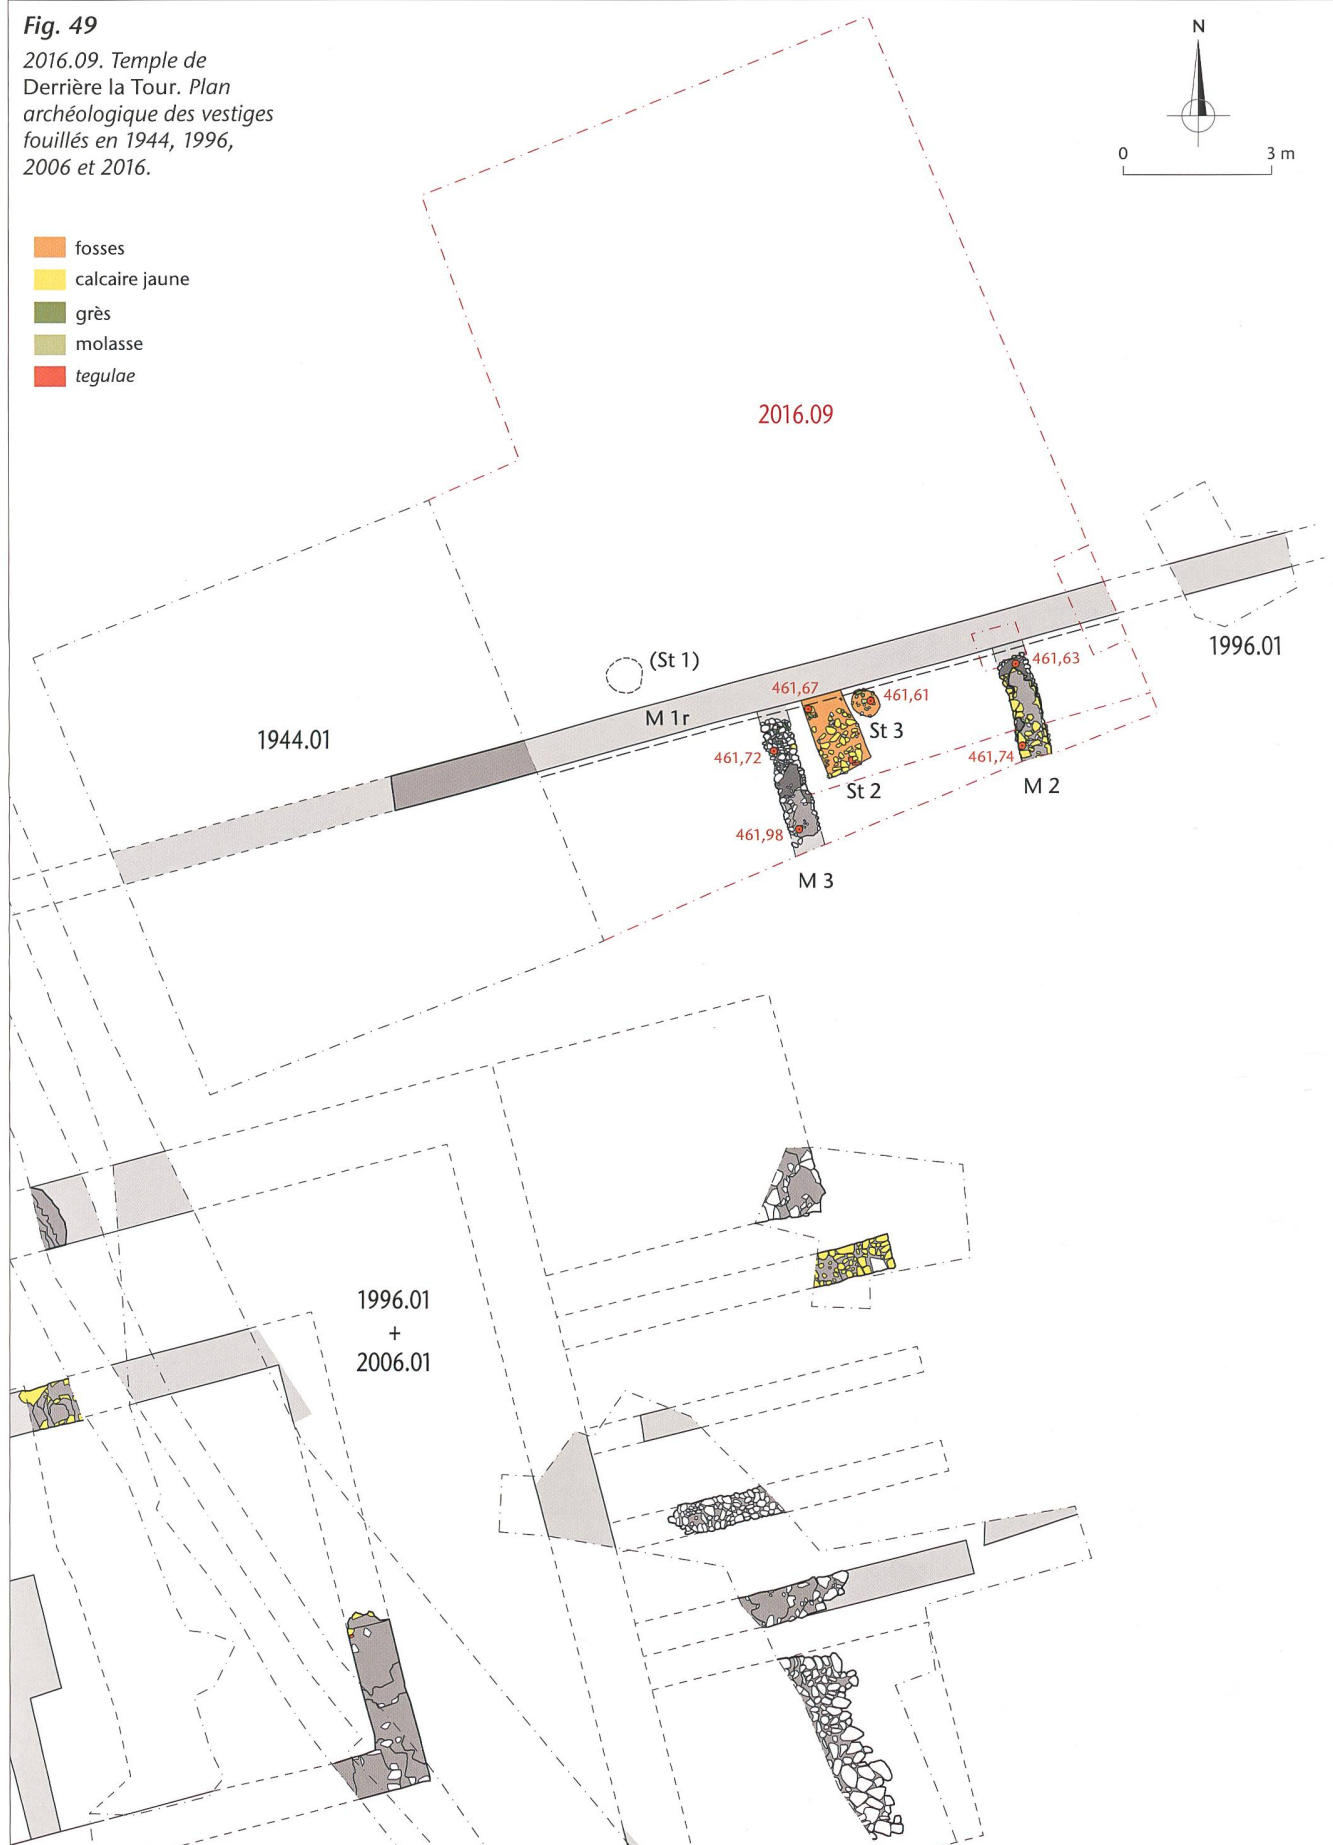 Fig. 49
2016.09. Temple de
Derrière la Tour. Plan
archéologique des vestiges
fouillés en 1944, 1996,
2006 et 2016.
N
0 3 m
fosses
calcaire jaune
grès
molasse
tegulae
2016.09
1996.01
(St 1)
461,63
461,67
461,61
M 1r
St 3
1944.01
461,72
461,74
St 2
M 2
461,98
M 3
1996.01
+
2006.01